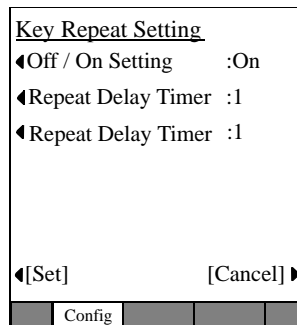 Key Repeat Setting
Off / On Setting :On
Repeat Delay Timer :1
Repeat Delay Timer :1
[Set] [Cancel]
Config